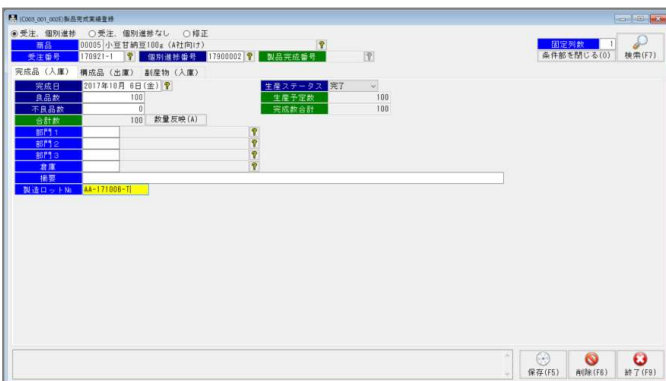 (C003_001_002S)製品完成実績登録
受注、個別進捗 受注、個別進捗なし 修正
商品 00005 小豆甘納豆100g (A社向け) 固定列数 1
受注番号 170921-1 個別進捗番号 17900002 製品完成番号 条件部を閉じる(O) 検索(F7)
完成品（入庫） 構成品（出庫） 副産物（入庫）
完成日 2017年10月 6日(金) 生産ステータス 完了
良品数 100 生産予定数 100
不良品数 0 完成数合計 100
合計数 100 数量反映(A)
部門1
部門2
部門3
倉庫
摘要
製造ロット№ AA-171006-T
保存(F5) 削除(F6) 終了(F9)